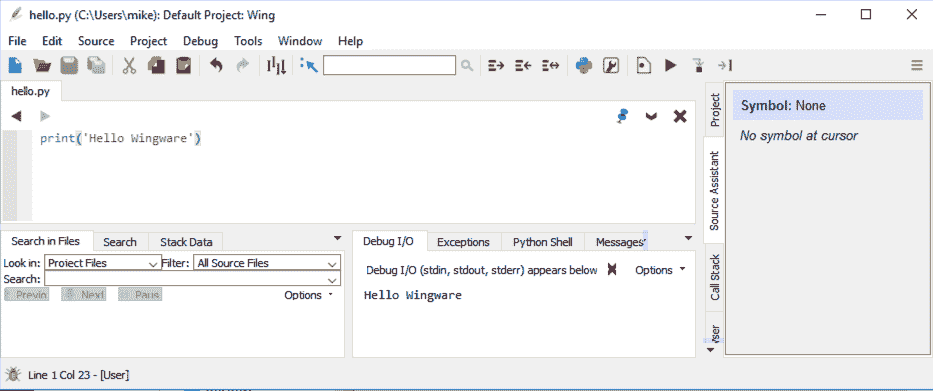 hello.py (C:\Users\mike): Default Project: Wing
File Edit Source Project Debug Tools Window Help
hello.py
print('Hello Wingware')
Project
Source Assistant
Call Stack
Symbol: None
No symbol at cursor
Search in Files Search Stack Data
Look in: Project Files Filter: All Source Files
Search:
Previo Next Paus Options
Debug I/O Exceptions Python Shell Messages
Debug I/O (stdin, stdout, stderr) appears below Options
Hello Wingware
Line 1 Col 23 - [User]